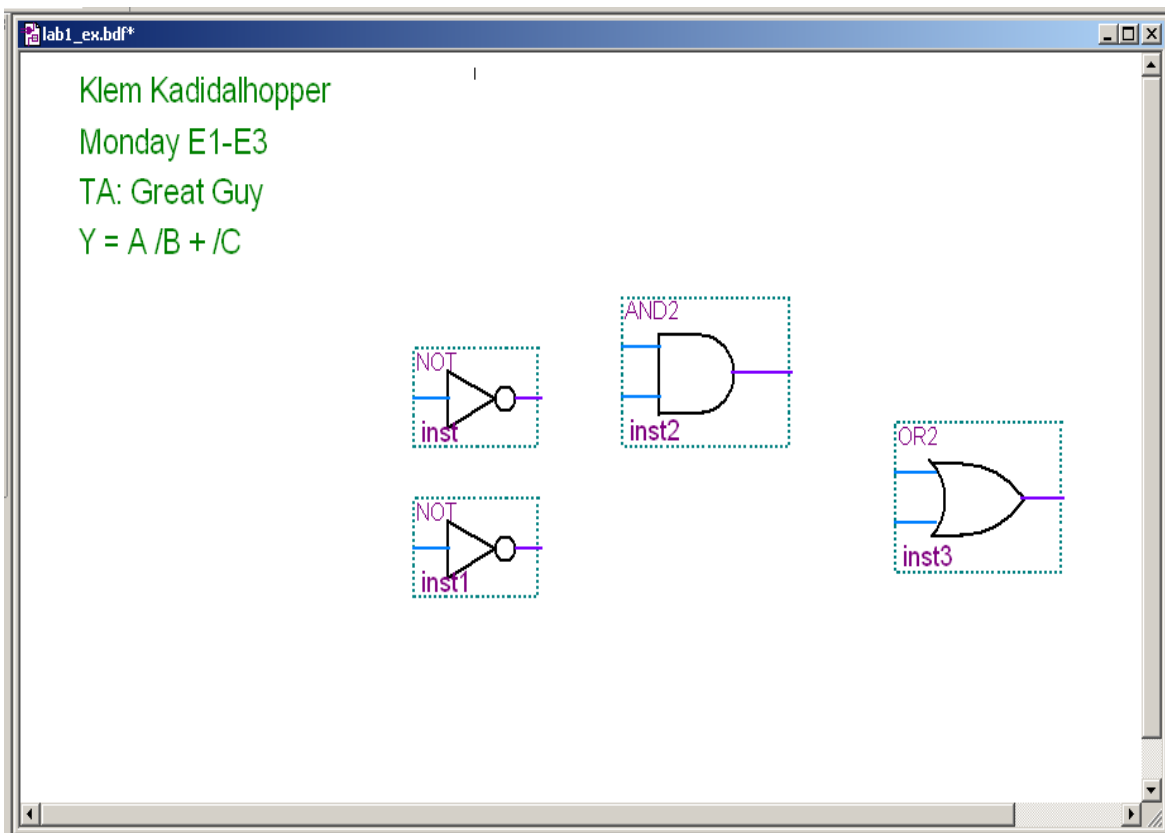 lab1_ex.bdf*
Klem Kadidalhopper
Monday E1-E3
TA: Great Guy
Y = A /B + /C
AND2
inst2
NOT
inst
OR2
inst3
NOT
inst1